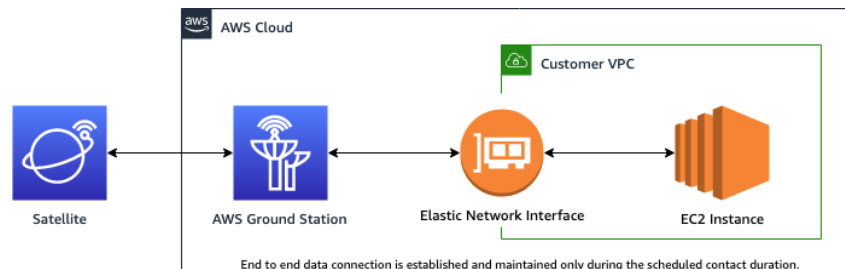 aws
AWS Cloud
Customer VPC
Satellite
AWS Ground Station
Elastic Network Interface
EC2 Instance
End to end data connection is established and maintained only during the scheduled contact duration.